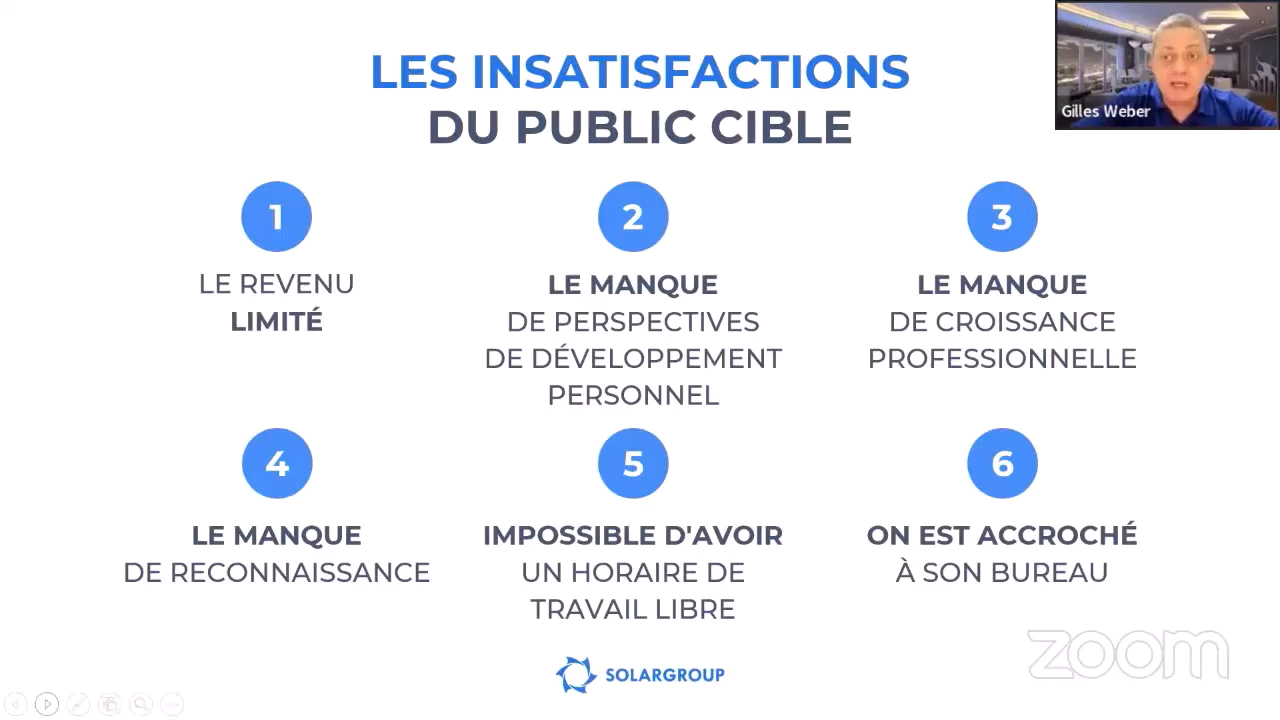 LES INSATISFACTIONS
DU PUBLIC CIBLE
Gilles Weber
1
LE REVENU
LIMITÉ
2
LE MANQUE
DE PERSPECTIVES
DE DÉVELOPPEMENT
PERSONNEL
3
LE MANQUE
DE CROISSANCE
PROFESSIONNELLE
4
LE MANQUE
DE RECONNAISSANCE
5
IMPOSSIBLE D'AVOIR
UN HORAIRE DE
TRAVAIL LIBRE
6
ON EST ACCROCHÉ
À SON BUREAU
SOLARGROUP
zoom